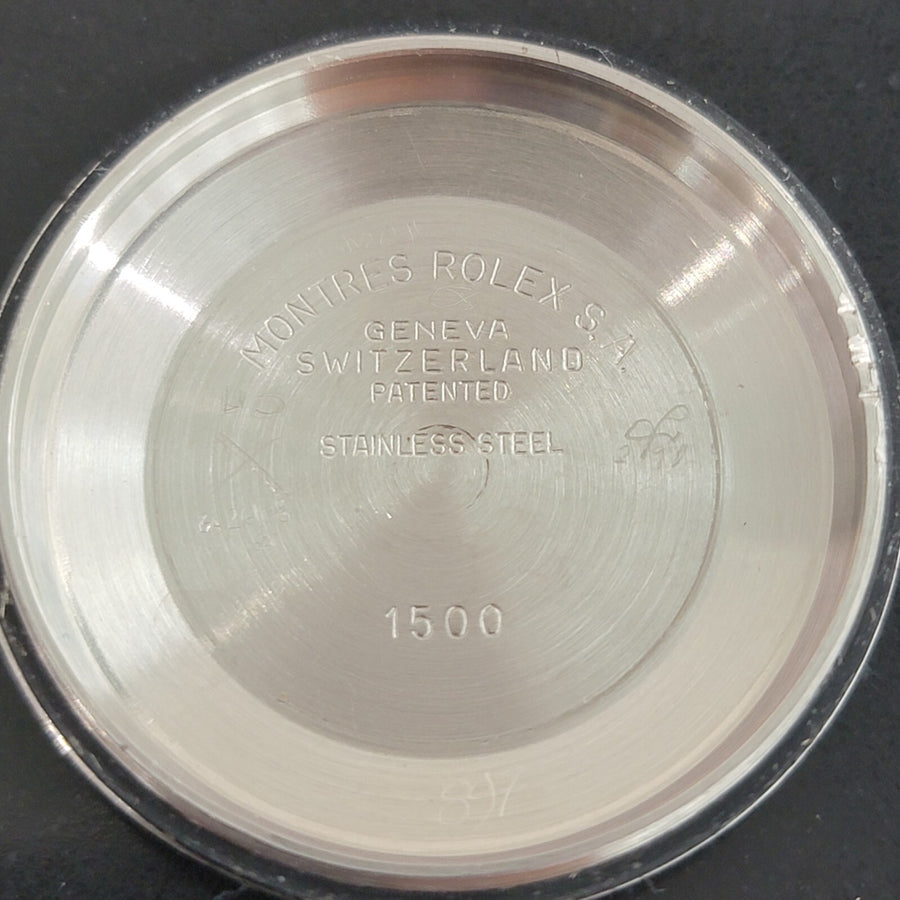 MONTRES ROLEX S.A.
GENEVA
SWITZERLAND
PATENTED
STAINLESS STEEL
1500